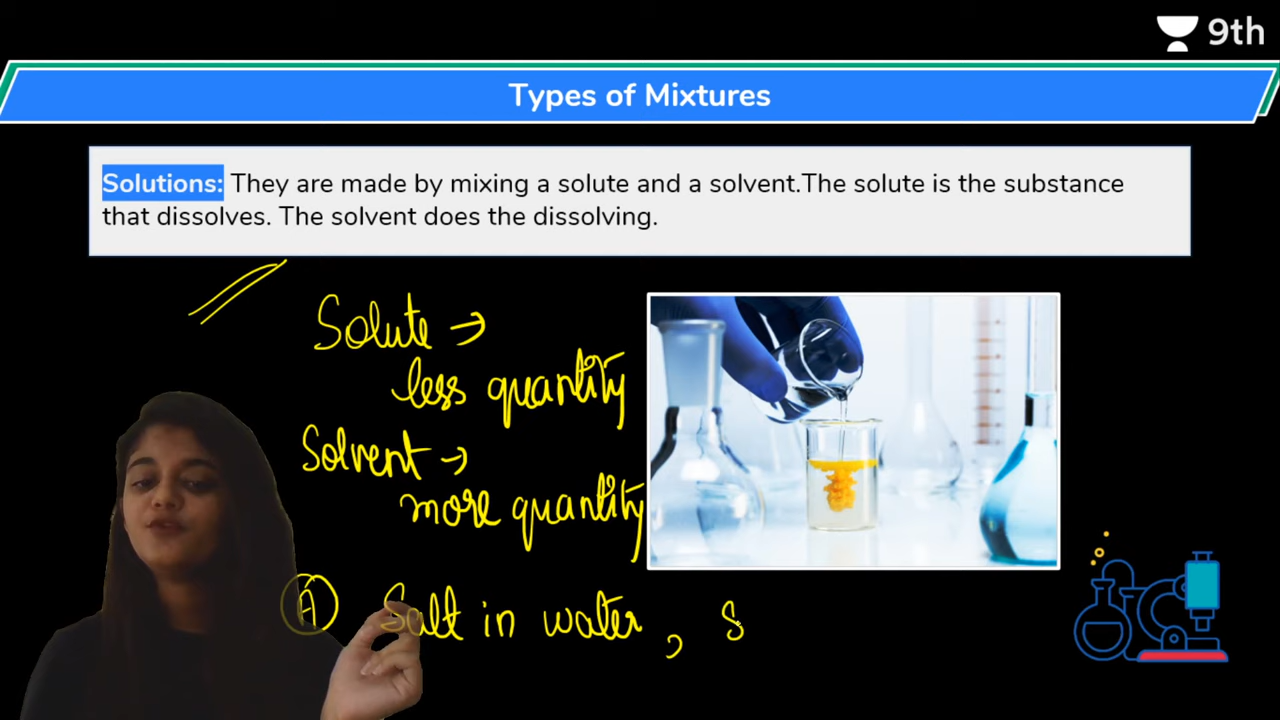 9th
Types of Mixtures
Solutions: They are made by mixing a solute and a solvent.The solute is the substance
that dissolves. The solvent does the dissolving.
Solute →
less quantity
Solvent →
more quantity
A Salt in water , s